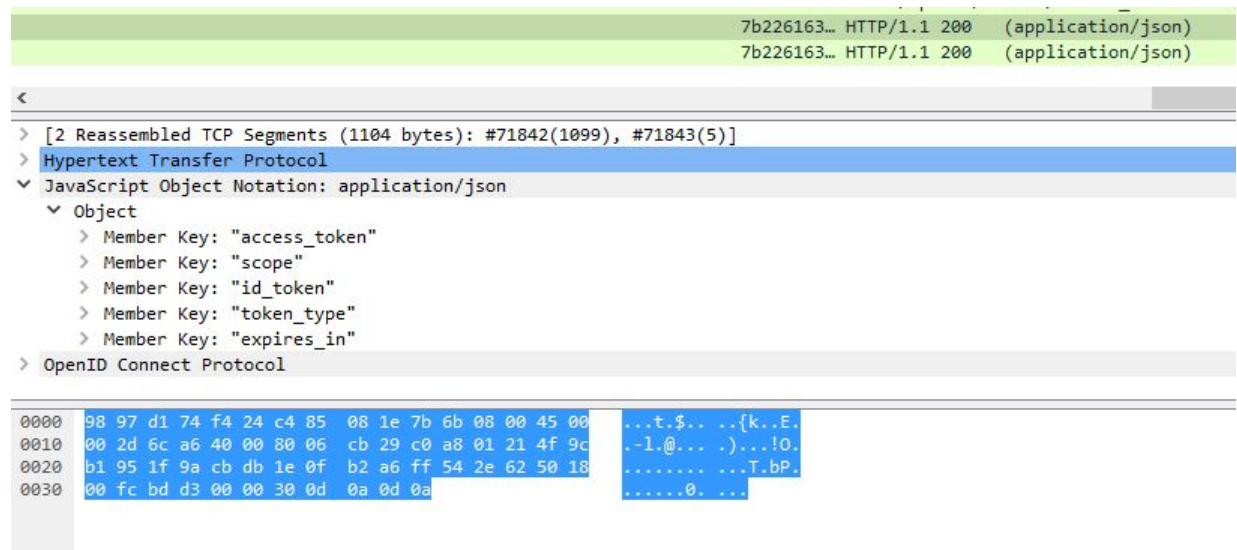 7b226163… HTTP/1.1 200 (application/json)
7b226163… HTTP/1.1 200 (application/json)
[2 Reassembled TCP Segments (1104 bytes): #71842(1099), #71843(5)]
Hypertext Transfer Protocol
JavaScript Object Notation: application/json
Object
Member Key: "access_token"
Member Key: "scope"
Member Key: "id_token"
Member Key: "token_type"
Member Key: "expires_in"
OpenID Connect Protocol
0000 98 97 d1 74 f4 24 c4 85 08 1e 7b 6b 08 00 45 00 ...t.$.. ..{k..E.
0010 00 2d 6c a6 40 00 80 06 cb 29 c0 a8 01 21 4f 9c .-l.@... .)...!O.
0020 b1 95 1f 9a cb db 1e 0f b2 a6 ff 54 2e 62 50 18 ........ ...T.bP.
0030 00 fc bd d3 00 00 30 0d 0a 0d 0a ......0. ...